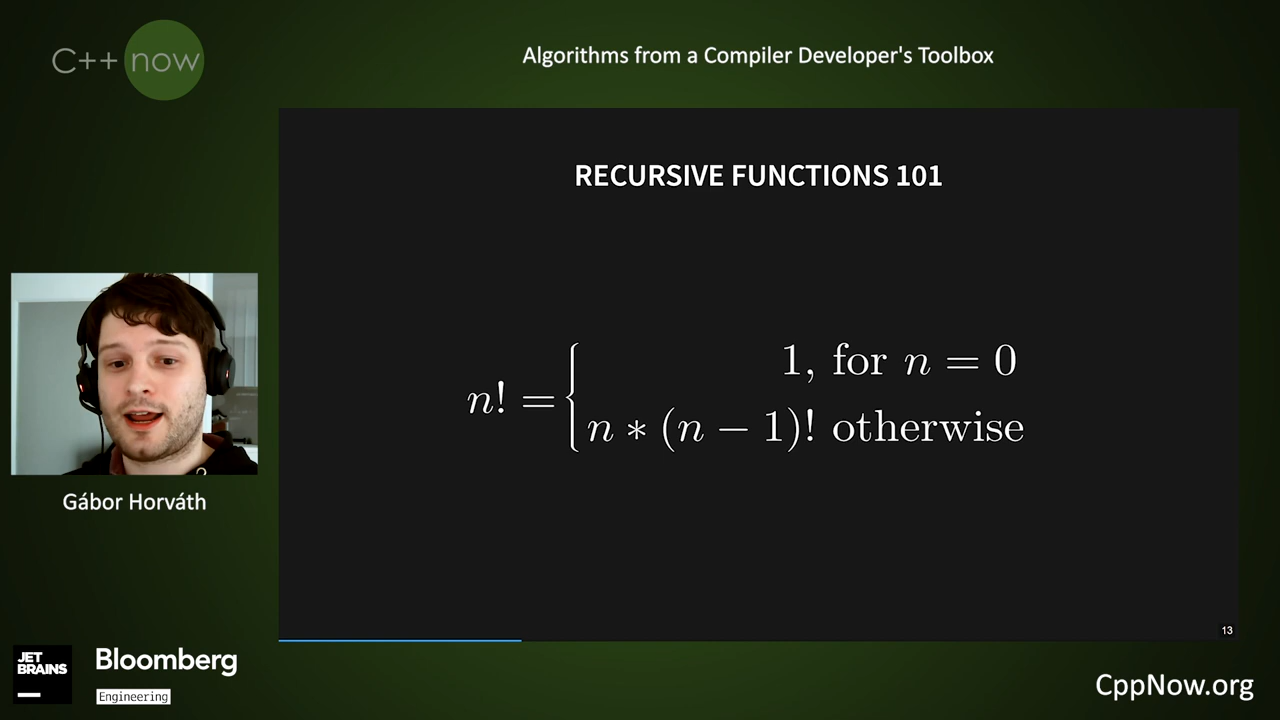 C++ now
Algorithms from a Compiler Developer's Toolbox
RECURSIVE FUNCTIONS 101
n! = { 1, for n = 0
n * (n − 1)! otherwise
Gábor Horváth
13
JET
BRAINS
Bloomberg
Engineering
CppNow.org